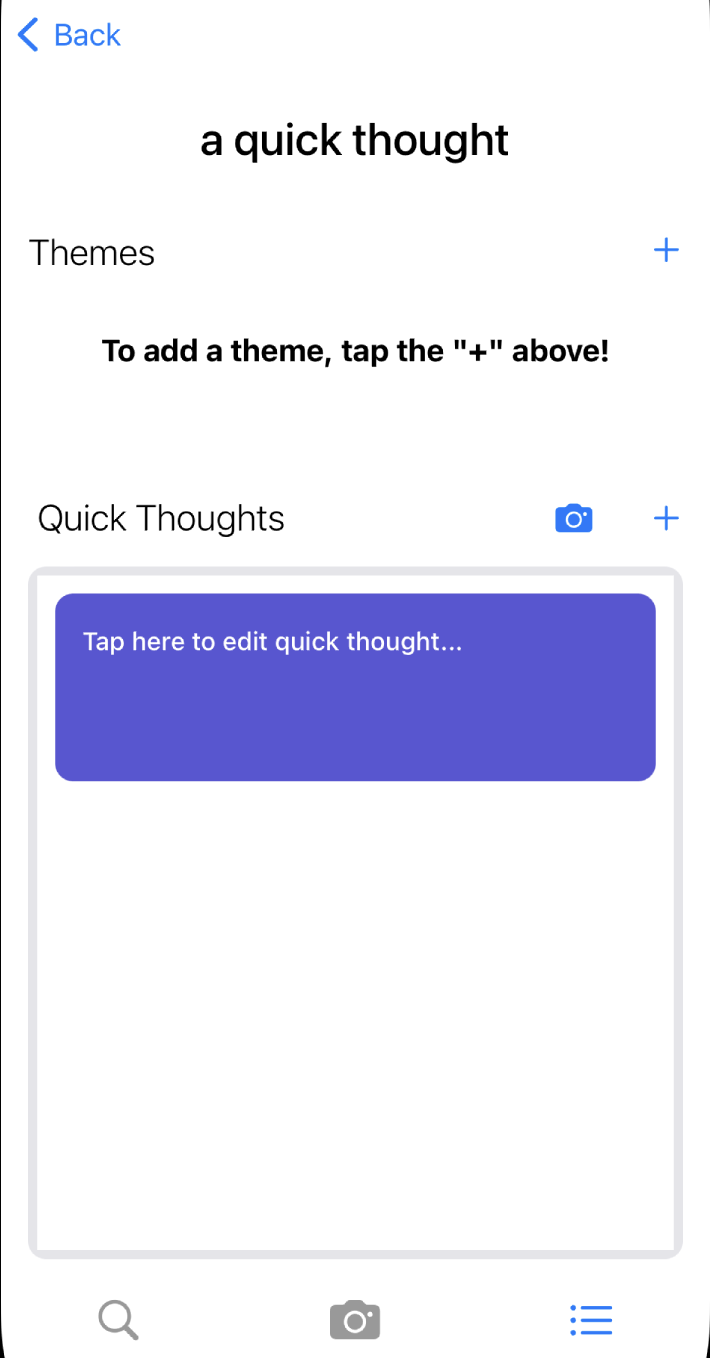 Back
a quick thought
Themes
To add a theme, tap the "+" above!
Quick Thoughts
Tap here to edit quick thought...